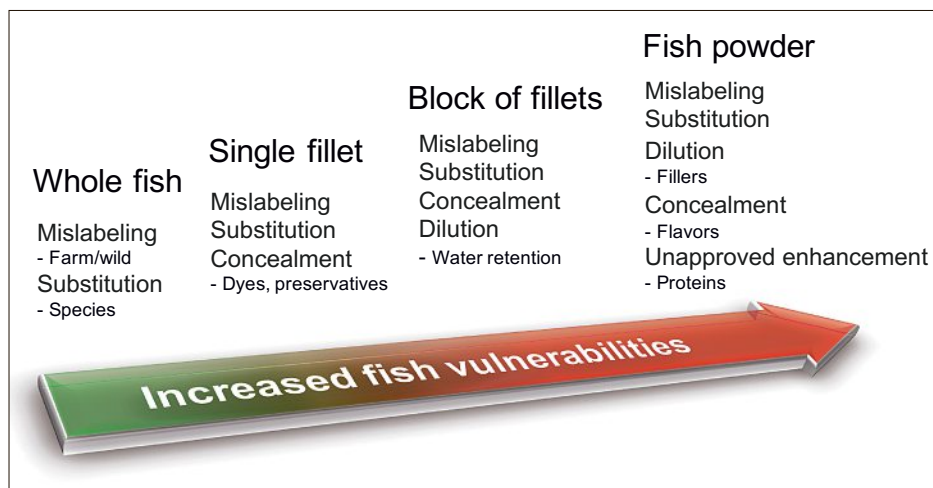 Whole fish
Mislabeling
- Farm/wild
Substitution
- Species
Single fillet
Mislabeling
Substitution
Concealment
- Dyes, preservatives
Block of fillets
Mislabeling
Substitution
Concealment
Dilution
- Water retention
Fish powder
Mislabeling
Substitution
Dilution
- Fillers
Concealment
- Flavors
Unapproved enhancement
- Proteins
Increased fish vulnerabilities